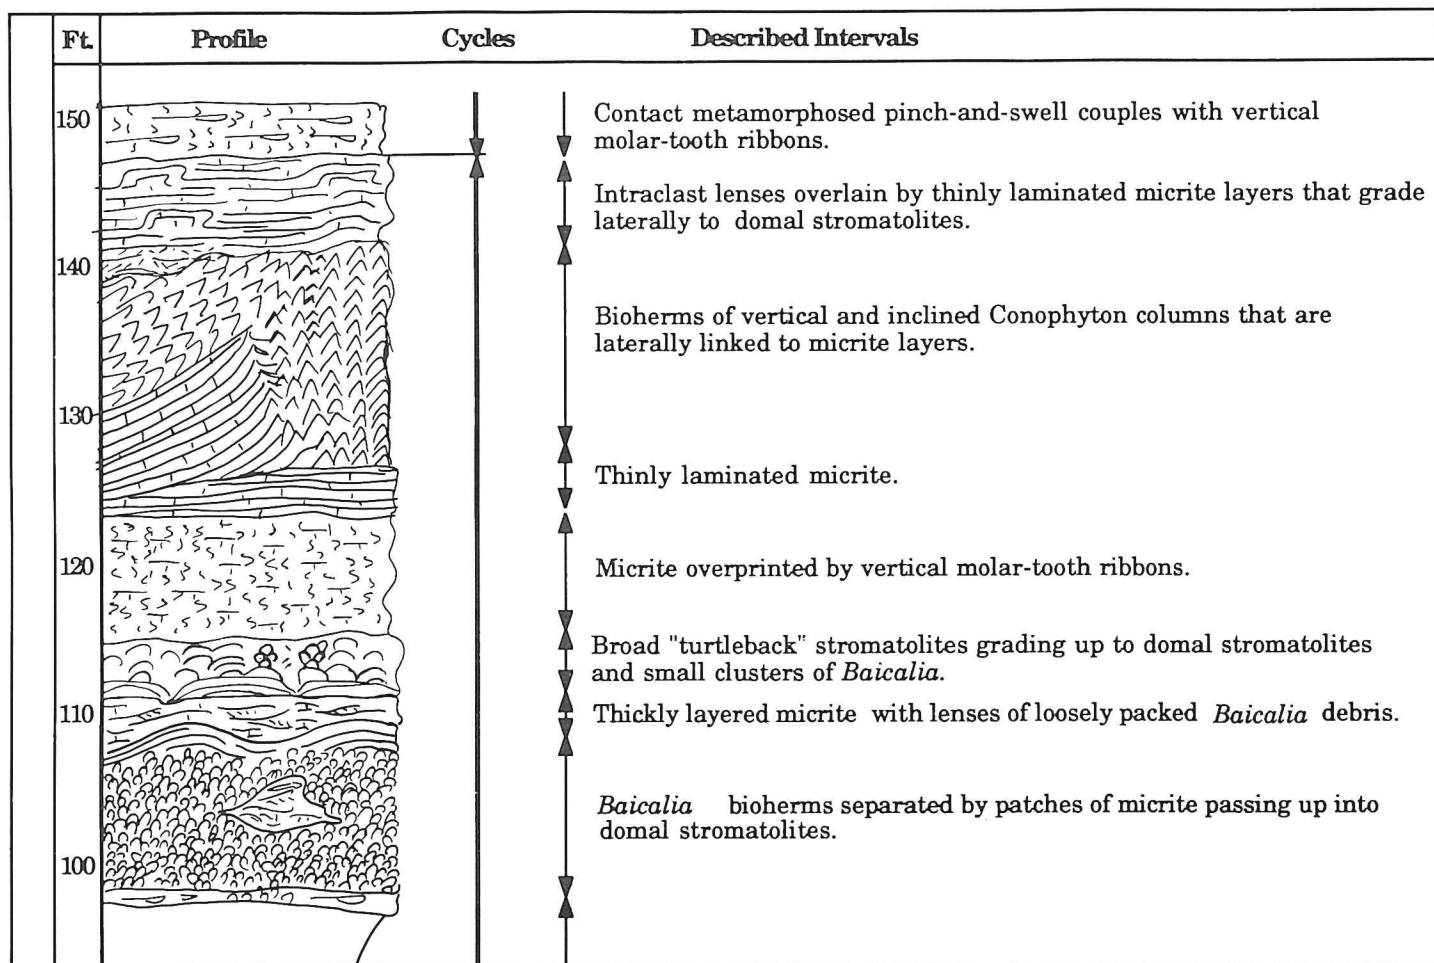 Ft. Profile Cycles Described Intervals
150
Contact metamorphosed pinch-and-swell couples with vertical
molar-tooth ribbons.
Intraclast lenses overlain by thinly laminated micrite layers that grade
laterally to domal stromatolites.
140
Bioherms of vertical and inclined Conophyton columns that are
laterally linked to micrite layers.
130
Thinly laminated micrite.
120
Micrite overprinted by vertical molar-tooth ribbons.
Broad "turtleback" stromatolites grading up to domal stromatolites
and small clusters of Baicalia.
110
Thickly layered micrite with lenses of loosely packed Baicalia debris.
Baicalia bioherms separated by patches of micrite passing up into
domal stromatolites.
100